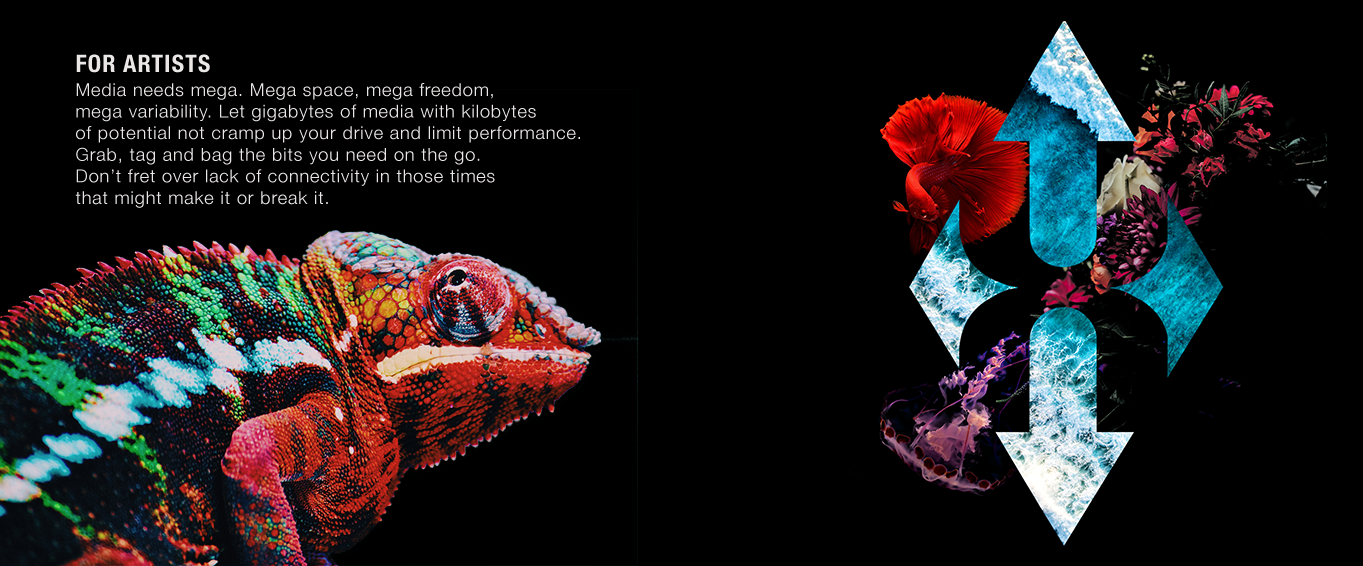 FOR ARTISTS
Media needs mega. Mega space, mega freedom,
mega variability. Let gigabytes of media with kilobytes
of potential not cramp up your drive and limit performance.
Grab, tag and bag the bits you need on the go.
Don't fret over lack of connectivity in those times
that might make it or break it.